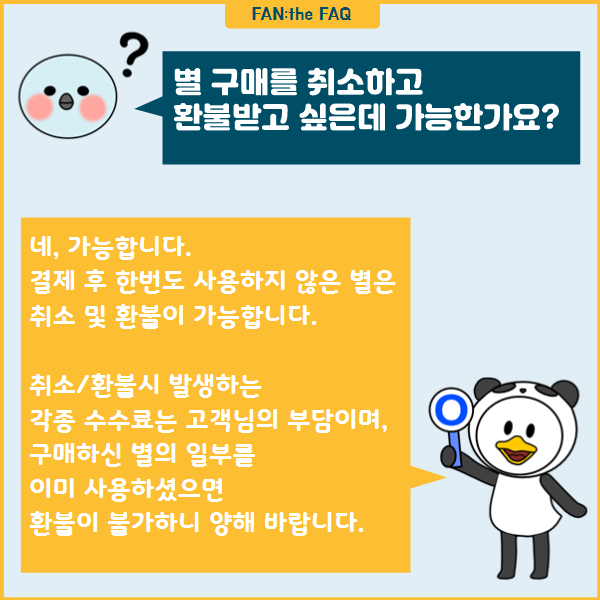 FAN:the FAQ
?
별 구매를 취소하고
환불받고 싶은데 가능한가요?
네, 가능합니다.
결제 후 한번도 사용하지 않은 별은
취소 및 환불이 가능합니다.
취소/환불시 발생하는
각종 수수료는 고객님의 부담이며,
구매하신 별의 일부를
이미 사용하셨으면
환불이 불가하니 양해 바랍니다.